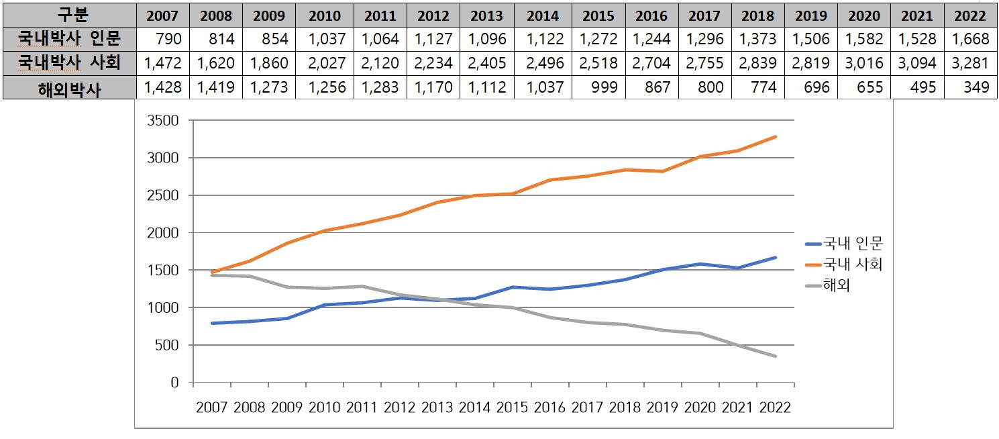 구분 2007 2008 2009 2010 2011 2012 2013 2014 2015 2016 2017 2018 2019 2020 2021 2022
국내박사 인문 790 814 854 1,037 1,064 1,127 1,096 1,122 1,272 1,244 1,296 1,373 1,506 1,582 1,528 1,668
국내박사 사회 1,472 1,620 1,860 2,027 2,120 2,234 2,405 2,496 2,518 2,704 2,755 2,839 2,819 3,016 3,094 3,281
해외박사 1,428 1,419 1,273 1,256 1,283 1,170 1,112 1,037 999 867 800 774 696 655 495 349
3500
3000
2500
2000
1500
1000
500
0
2007 2008 2009 2010 2011 2012 2013 2014 2015 2016 2017 2018 2019 2020 2021 2022
국내 인문
국내 사회
해외